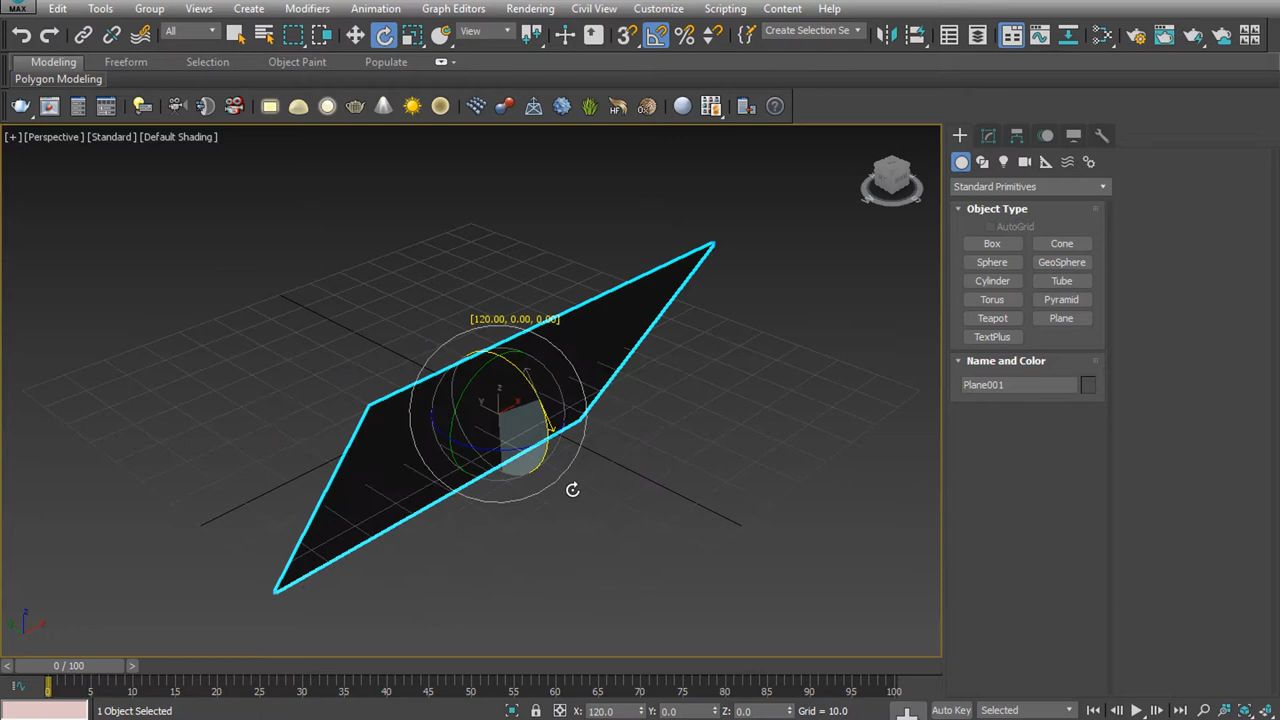 MAX
Edit Tools Group Views Create Modifiers Animation Graph Editors Rendering Civil View Customize Scripting Content Help
All View Create Selection Se
Modeling Freeform Selection Object Paint Populate
Polygon Modeling
[+] [Perspective] [Standard] [Default Shading]
Standard Primitives
Object Type
AutoGrid
Box Cone
Sphere GeoSphere
Cylinder Tube
Torus Pyramid
Teapot Plane
TextPlus
Name and Color
Plane001
[120.00, 0.00, 0.00]
z
Y x
z
< 0 / 100 >
0 5 10 15 20 25 30 35 40 45 50 55 60 65 70 75 80 85 90 95 100
1 Object Selected X: 120.0 Y: 0.0 Z: 0.0 Grid = 10.0 Auto Key Selected